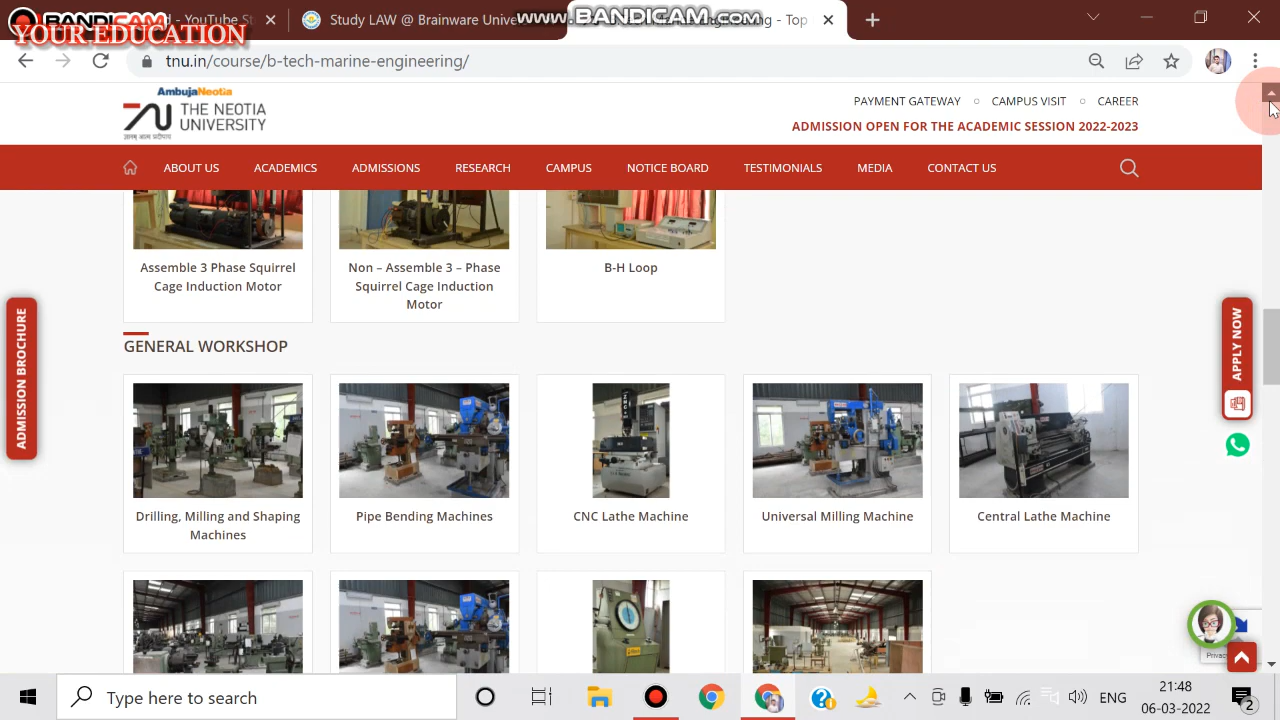 BANDICAM
www.BANDICAM.com
YOUR EDUCATION
d - YouTube St
Study LAW @ Brainware Unive
Engineering - Top
tnu.in/course/b-tech-marine-engineering/
AmbujaNeotia
THE NEOTIA
UNIVERSITY
PAYMENT GATEWAY
CAMPUS VISIT
CAREER
ADMISSION OPEN FOR THE ACADEMIC SESSION 2022-2023
ABOUT US
ACADEMICS
ADMISSIONS
RESEARCH
CAMPUS
NOTICE BOARD
TESTIMONIALS
MEDIA
CONTACT US
Assemble 3 Phase Squirrel
Cage Induction Motor
Non – Assemble 3 – Phase
Squirrel Cage Induction
Motor
B-H Loop
ADMISSION BROCHURE
APPLY NOW
GENERAL WORKSHOP
Drilling, Milling and Shaping
Machines
Pipe Bending Machines
CNC Lathe Machine
Universal Milling Machine
Central Lathe Machine
Privac
Type here to search
ENG
21:48
06-03-2022
2